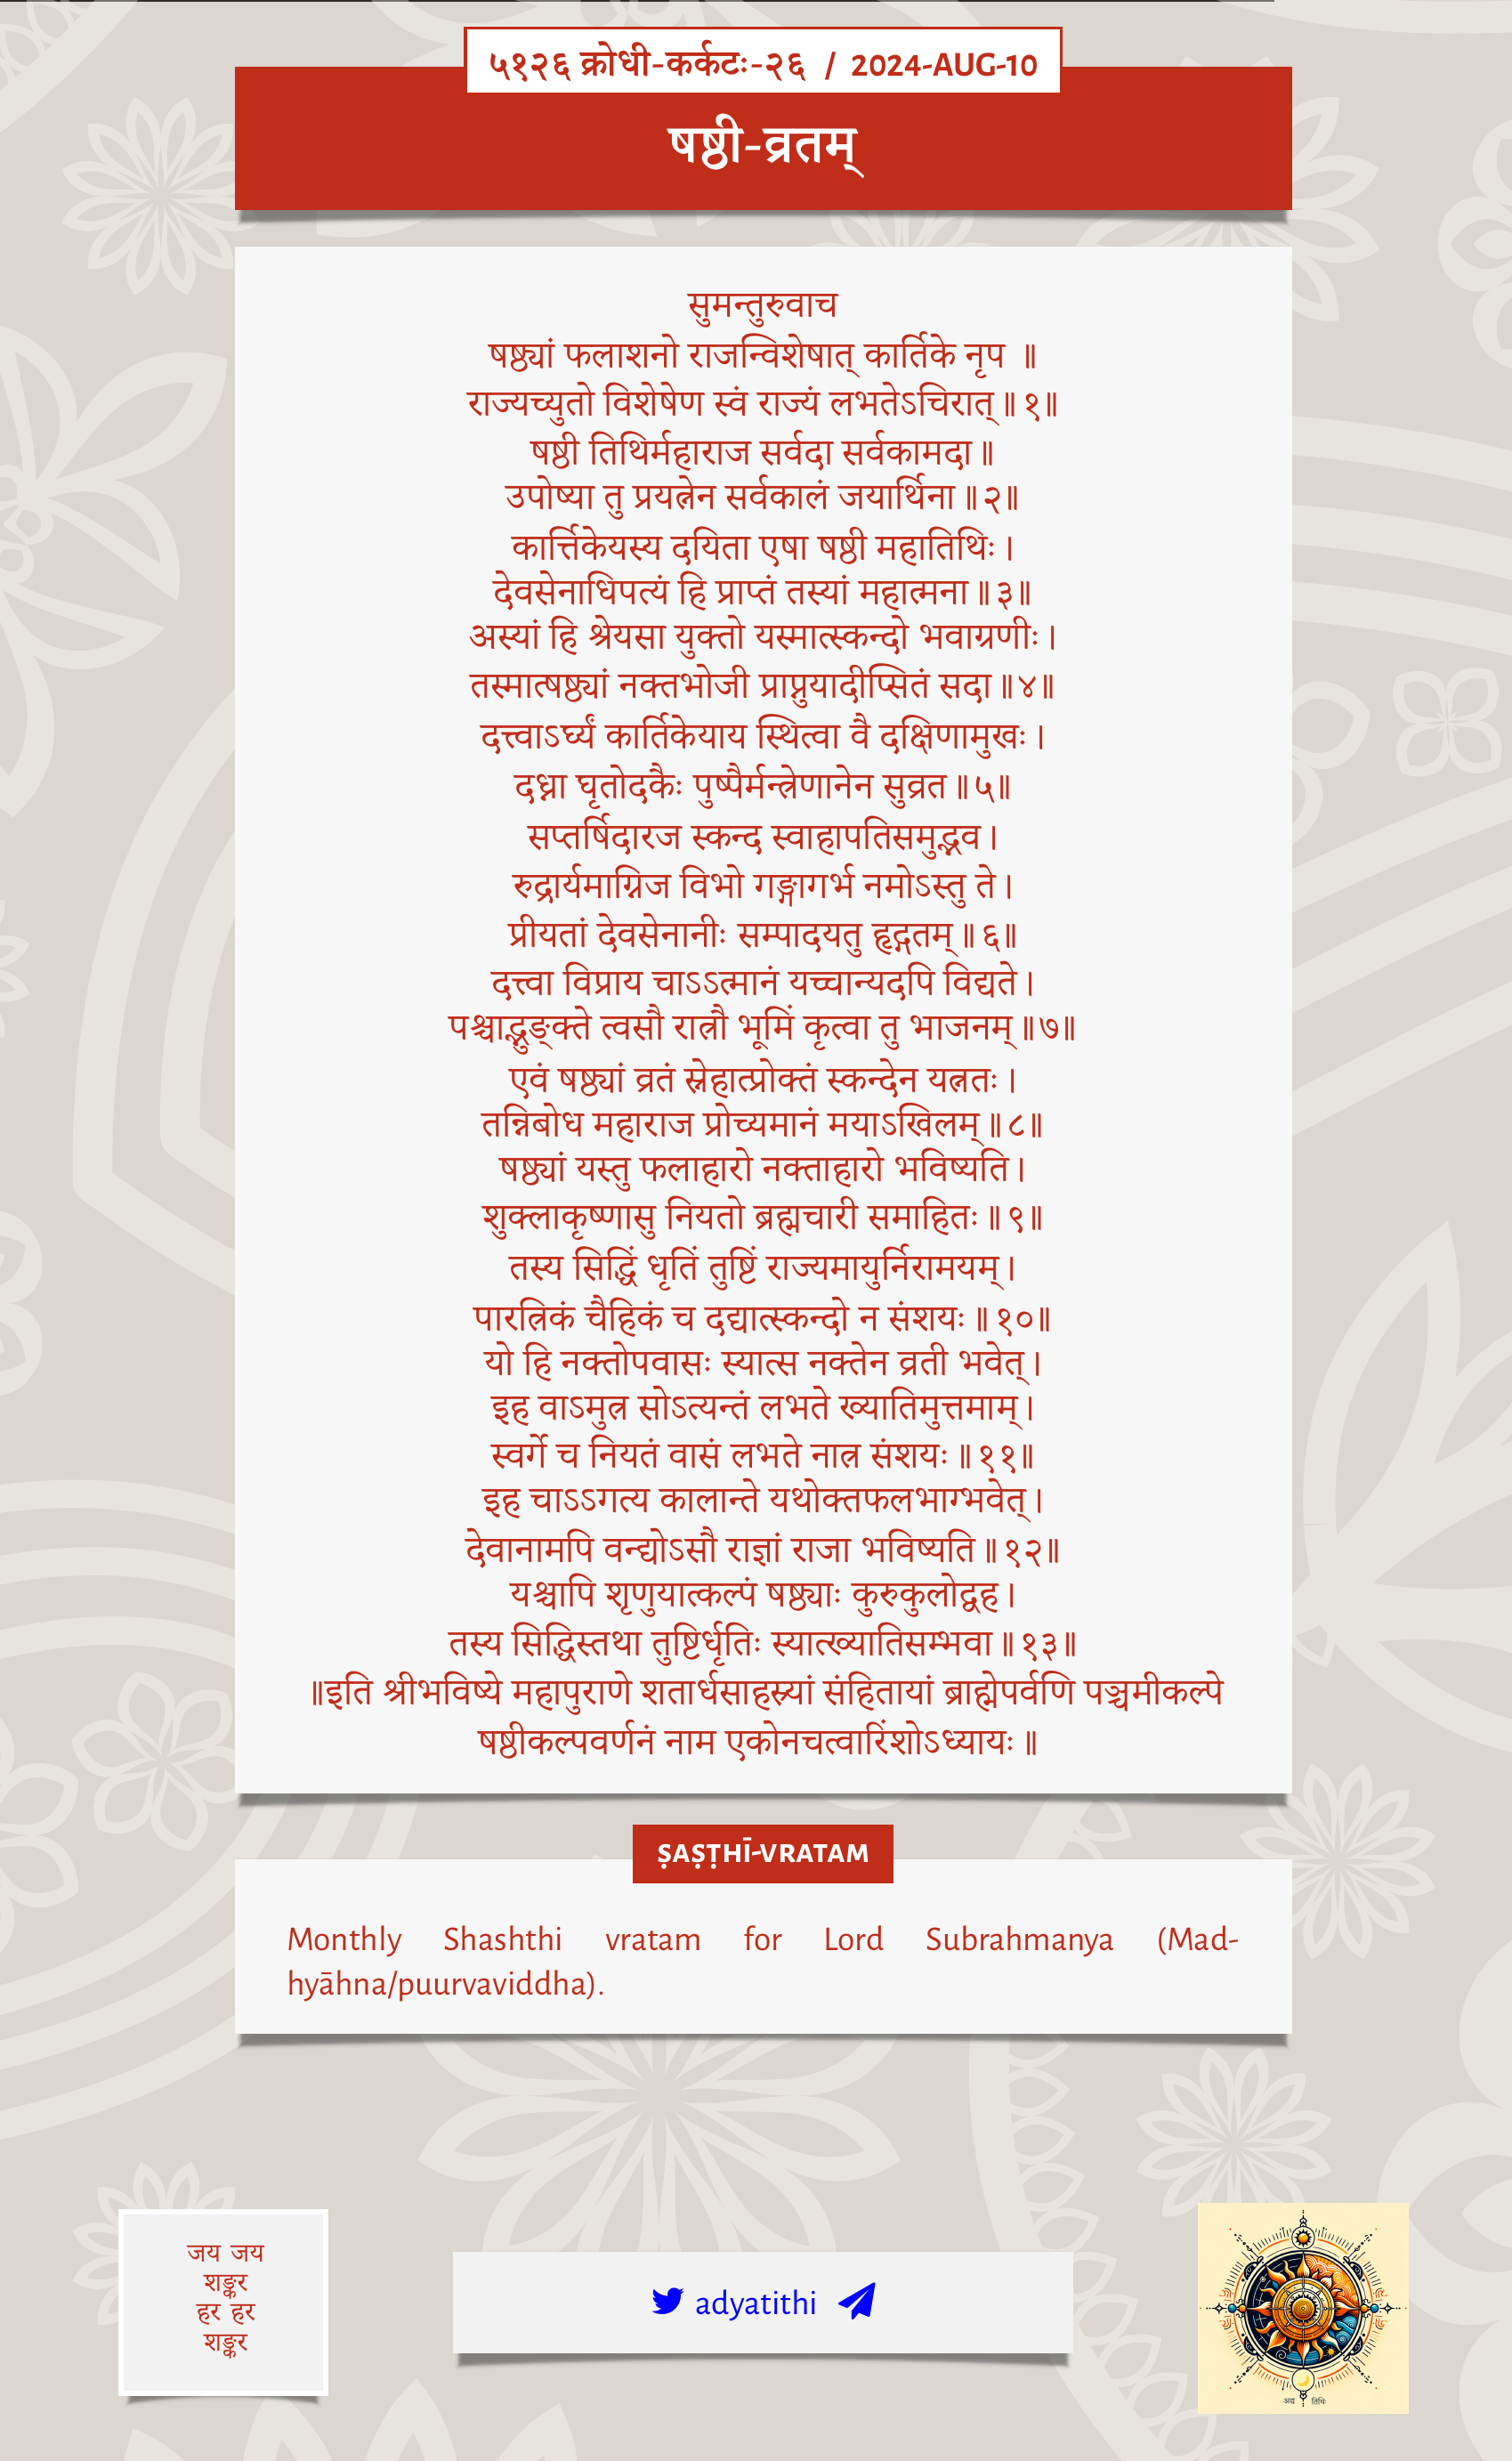 ५१२६ क्रोधी-कर्कटः-२६ / 2024-AUG-10
षष्ठी-व्रतम्
सुमन्तुरुवाच
षष्ठ्यां फलाशनो राजन्विशेषात् कार्तिके नृप ॥
राज्यच्युतो विशेषेण स्वं राज्यं लभतेऽचिरात्॥१॥
षष्ठी तिथिर्महाराज सर्वदा सर्वकामदा॥
उपोष्या तु प्रयत्नेन सर्वकालं जयार्थिना॥२॥
कार्त्तिकेयस्य दयिता एषा षष्ठी महातिथिः।
देवसेनाधिपत्यं हि प्राप्तं तस्यां महात्मना॥३॥
अस्यां हि श्रेयसा युक्तो यस्मात्स्कन्दो भवाग्रणीः।
तस्मात्षष्ठ्यां नक्तभोजी प्राप्नुयादीप्सितं सदा॥४॥
दत्त्वाऽर्घ्यं कार्तिकेयाय स्थित्वा वै दक्षिणामुखः।
दध्ना घृतोदकैः पुष्पैर्मन्त्रेणानेन सुव्रत॥५॥
सप्तर्षिदारज स्कन्द स्वाहापतिसमुद्भव।
रुद्रार्यमाग्निज विभो गङ्गागर्भ नमोऽस्तु ते।
प्रीयतां देवसेनानीः सम्पादयतु हृद्गतम्॥६॥
दत्त्वा विप्राय चाऽऽत्मानं यच्चान्यदपि विद्यते।
पश्चाद्भुङ्क्ते त्वसौ रात्रौ भूमिं कृत्वा तु भाजनम्॥७॥
एवं षष्ठ्यां व्रतं स्नेहात्प्रोक्तं स्कन्देन यत्नतः।
तन्निबोध महाराज प्रोच्यमानं मयाऽखिलम्॥८॥
षष्ठ्यां यस्तु फलाहारो नक्ताहारो भविष्यति।
शुक्लाकृष्णासु नियतो ब्रह्मचारी समाहितः॥९॥
तस्य सिद्धिं धृतिं तुष्टिं राज्यमायुर्निरामयम्।
पारत्रिकं चैहिकं च दद्यात्स्कन्दो न संशयः॥१०॥
यो हि नक्तोपवासः स्यात्स नक्तेन व्रती भवेत्।
इह वाऽमुत्र सोऽत्यन्तं लभते ख्यातिमुत्तमाम्।
स्वर्गे च नियतं वासं लभते नात्र संशयः॥११॥
इह चाऽऽगत्य कालान्ते यथोक्तफलभाग्भवेत्।
देवानामपि वन्द्योऽसौ राज्ञां राजा भविष्यति॥१२॥
यश्चापि शृणुयात्कल्पं षष्ठ्याः कुरुकुलोद्वह।
तस्य सिद्धिस्तथा तुष्टिर्धृतिः स्यात्ख्यातिसम्भवा॥१३॥
॥इति श्रीभविष्ये महापुराणे शतार्धसाहस्र्यां संहितायां ब्राह्मेपर्वणि पञ्चमीकल्पे
षष्ठीकल्पवर्णनं नाम एकोनचत्वारिंशोऽध्यायः॥
ṢAṢṬHĪ-VRATAM
Monthly Shashthi vratam for Lord Subrahmanya (Mad-
hyāhna/puurvaviddha).
जय जय
शङ्कर
हर हर
शङ्कर
adyatithi
अद्य तिथिः